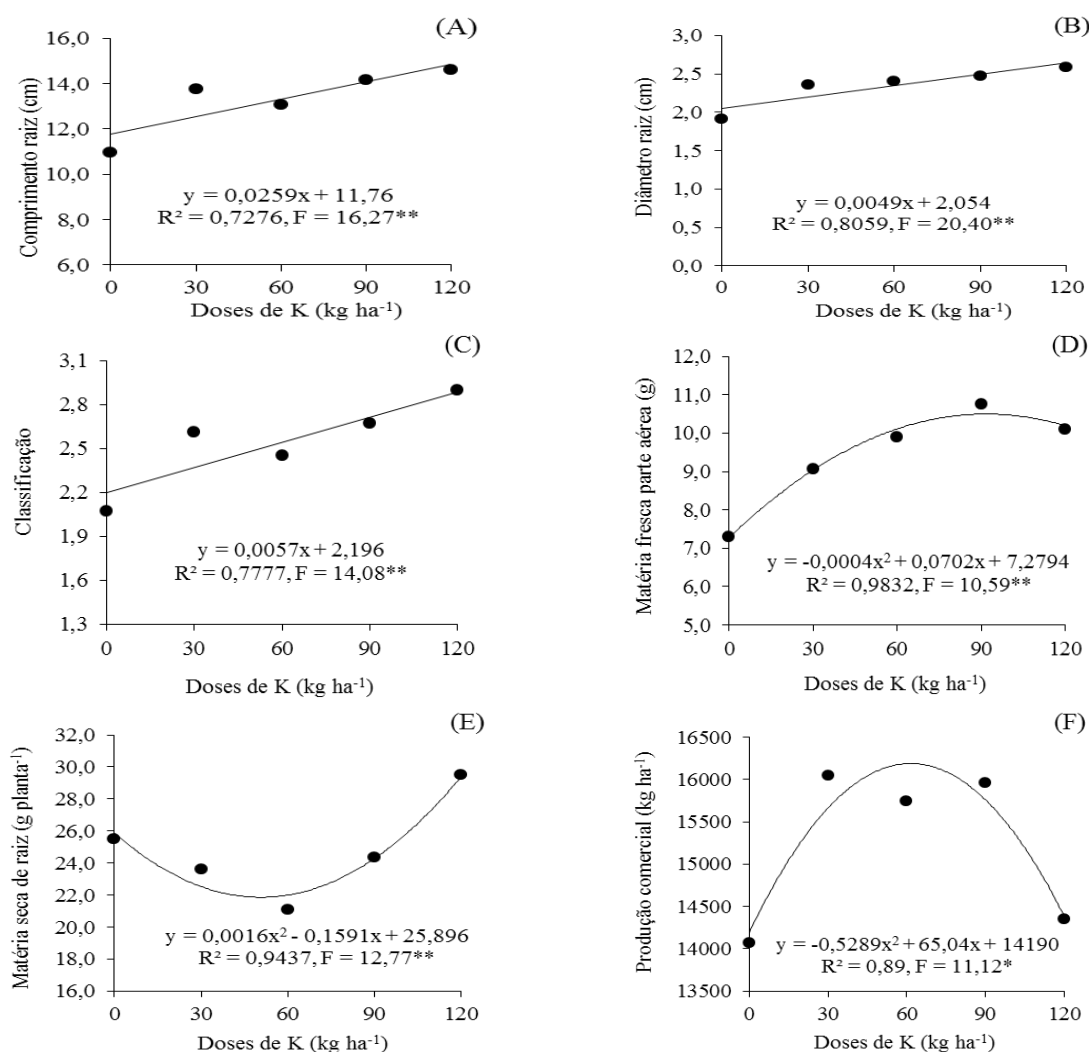 (A)
Comprimento raiz (cm)
16,0
14,0
12,0
10,0
8,0
6,0
y = 0,0259x + 11,76
R² = 0,7276, F = 16,27**
0 30 60 90 120
Doses de K (kg ha⁻¹)
(B)
Diâmetro raiz (cm)
3,0
2,5
2,0
1,5
1,0
0,5
0,0
y = 0,0049x + 2,054
R² = 0,8059, F = 20,40**
0 30 60 90 120
Doses de K (kg ha⁻¹)
(C)
Classificação
3,1
2,8
2,5
2,2
1,9
1,6
1,3
y = 0,0057x + 2,196
R² = 0,7777, F = 14,08**
0 30 60 90 120
Doses de K (kg ha⁻¹)
(D)
Matéria fresca parte aérea (g)
12,0
11,0
10,0
9,0
8,0
7,0
6,0
5,0
y = -0,0004x² + 0,0702x + 7,2794
R² = 0,9832, F = 10,59**
0 30 60 90 120
Doses de K (kg ha⁻¹)
(E)
Matéria seca de raiz (g planta⁻¹)
32,0
30,0
28,0
26,0
24,0
22,0
20,0
18,0
16,0
y = 0,0016x² - 0,1591x + 25,896
R² = 0,9437, F = 12,77**
0 30 60 90 120
Doses de K (kg ha⁻¹)
(F)
Produção comercial (kg ha⁻¹)
16500
16000
15500
15000
14500
14000
13500
y = -0,5289x² + 65,04x + 14190
R² = 0,89, F = 11,12*
0 30 60 90 120
Doses de K (kg ha⁻¹)